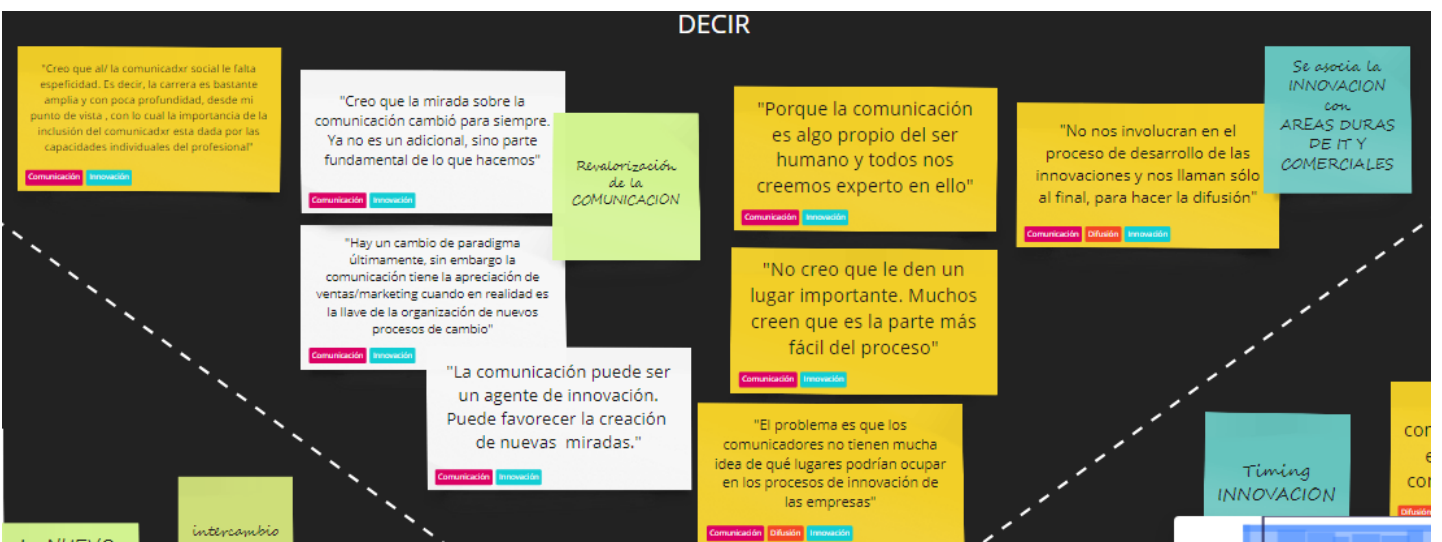 DECIR
"Creo que al/ la comunicadxr social le falta
espeficidad. Es decir, la carrera es bastante
amplia y con poca profundidad, desde mi
punto de vista , con lo cual la importancia de la
inclusión del comunicadxr esta dada por las
capacidades individuales del profesional"
Comunicación Innovación
"Creo que la mirada sobre la
comunicación cambió para siempre.
Ya no es un adicional, sino parte
fundamental de lo que hacemos"
Comunicación Innovación
Revalorización
de la
COMUNICACION
"Hay un cambio de paradigma
últimamente, sin embargo la
comunicación tiene la apreciación de
ventas/marketing cuando en realidad es
la llave de la organización de nuevos
procesos de cambio"
Comunicación Innovación
"La comunicación puede ser
un agente de innovación.
Puede favorecer la creación
de nuevas miradas."
Comunicación Innovación
"Porque la comunicación
es algo propio del ser
humano y todos nos
creemos experto en ello"
Comunicación Innovación
"No creo que le den un
lugar importante. Muchos
creen que es la parte más
fácil del proceso"
Comunicación Innovación
"El problema es que los
comunicadores no tienen mucha
idea de qué lugares podrían ocupar
en los procesos de innovación de
las empresas"
Comunicación Difusión Innovación
"No nos involucran en el
proceso de desarrollo de las
innovaciones y nos llaman sólo
al final, para hacer la difusión"
Comunicación Difusión Innovación
Se asocia la
INNOVACION
con
AREAS DURAS
DE IT Y
COMERCIALES
intercambio
Timing
INNOVACION
Difusión